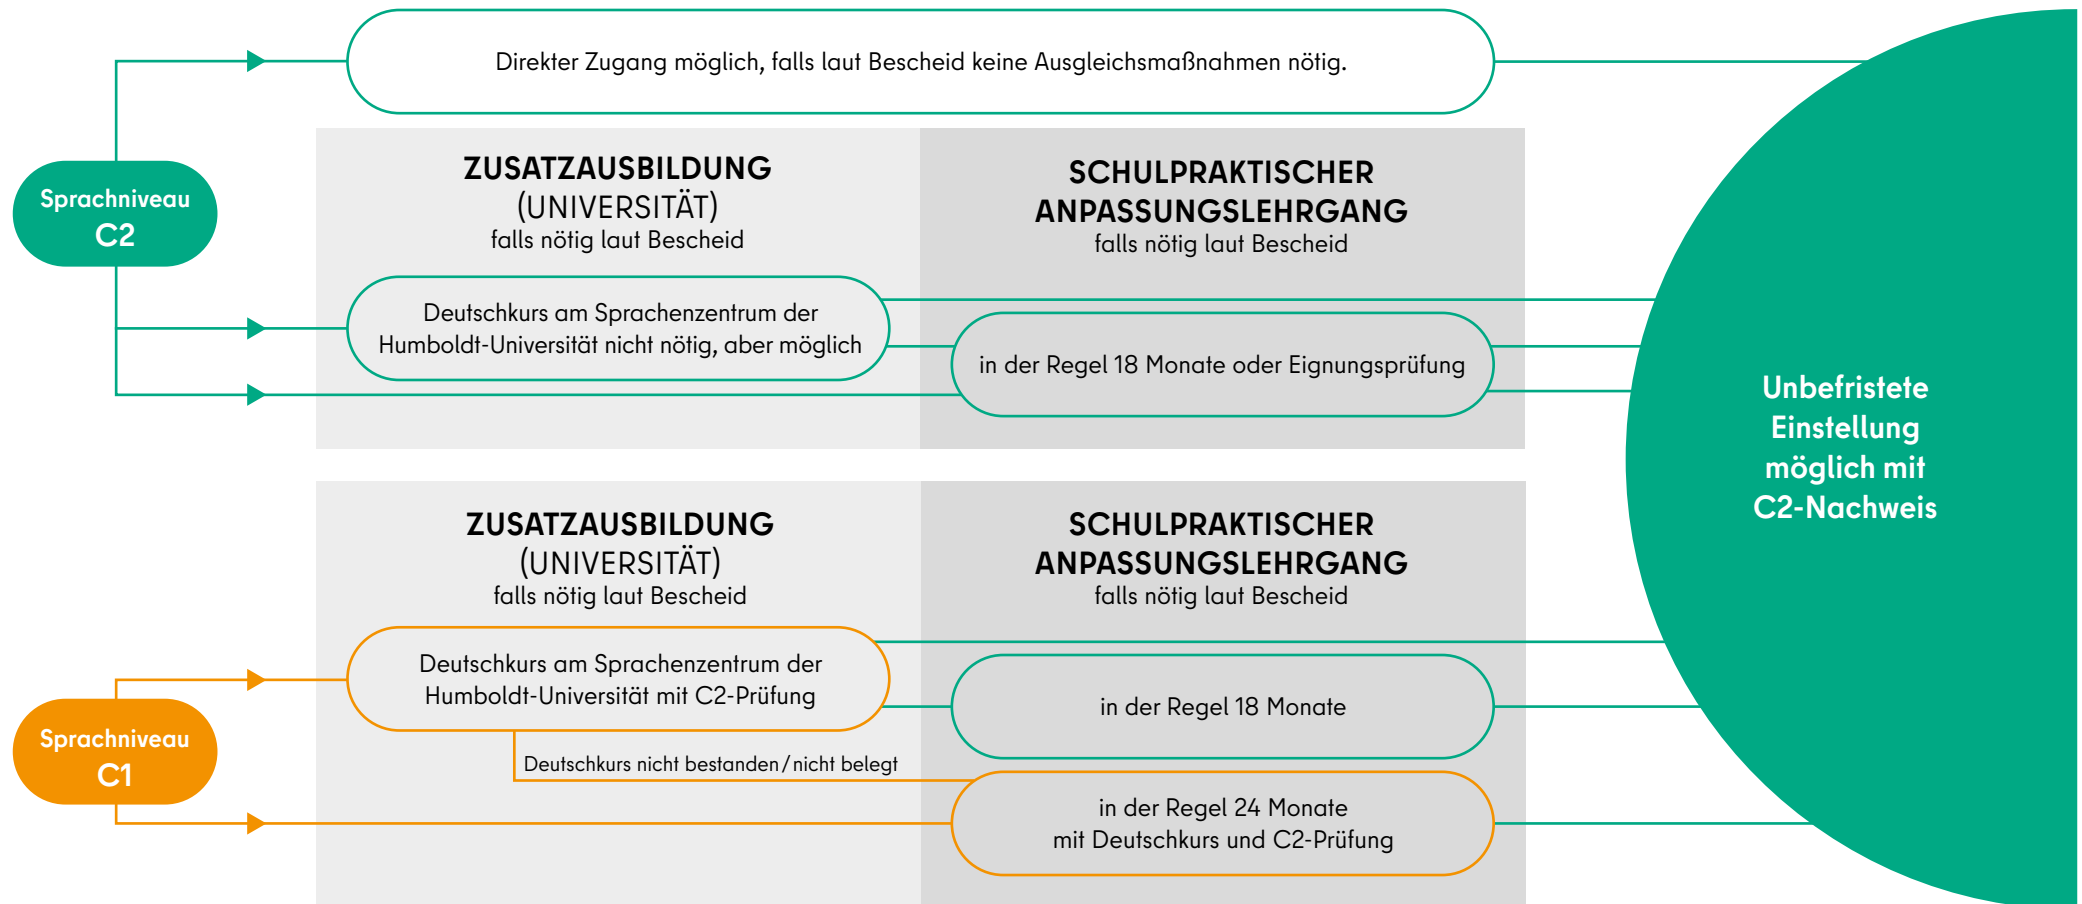 Direkter Zugang möglich, falls laut Bescheid keine Ausgleichsmaßnahmen nötig.
Sprachniveau
C2
ZUSATZAUSBILDUNG
(UNIVERSITÄT)
falls nötig laut Bescheid
SCHULPRAKTISCHER
ANPASSUNGSLEHRGANG
falls nötig laut Bescheid
Deutschkurs am Sprachenzentrum der
Humboldt-Universität nicht nötig, aber möglich
in der Regel 18 Monate oder Eignungsprüfung
Unbefristete
Einstellung
möglich mit
C2-Nachweis
Sprachniveau
C1
ZUSATZAUSBILDUNG
(UNIVERSITÄT)
falls nötig laut Bescheid
SCHULPRAKTISCHER
ANPASSUNGSLEHRGANG
falls nötig laut Bescheid
Deutschkurs am Sprachenzentrum der
Humboldt-Universität mit C2-Prüfung
in der Regel 18 Monate
Deutschkurs nicht bestanden/nicht belegt
in der Regel 24 Monate
mit Deutschkurs und C2-Prüfung